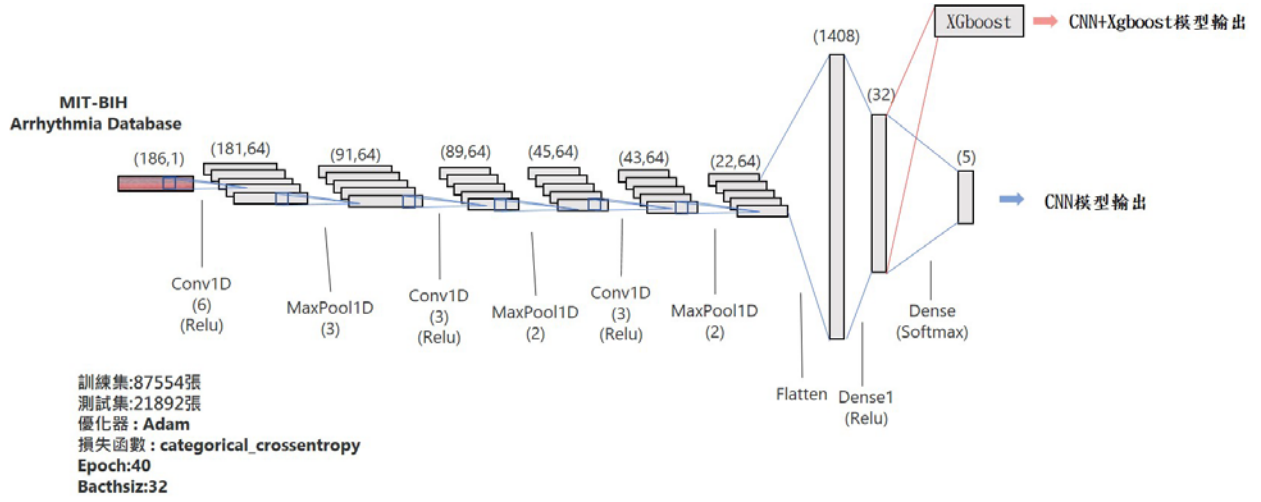 XGboost
CNN+Xgboost模型輸出
(1408)
(32)
MIT-BIH
Arrhythmia Database
(186,1)
(181,64)
(91,64)
(89,64)
(45,64)
(43,64)
(22,64)
(5)
CNN模型輸出
Conv1D
(6)
(Relu)
MaxPool1D
(3)
Conv1D
(3)
(Relu)
MaxPool1D
(2)
Conv1D
(3)
(Relu)
MaxPool1D
(2)
Flatten
Dense1
(Relu)
Dense
(Softmax)
訓練集:87554張
測試集:21892張
優化器 : Adam
損失函數 : categorical_crossentropy
Epoch:40
Bacthsiz:32